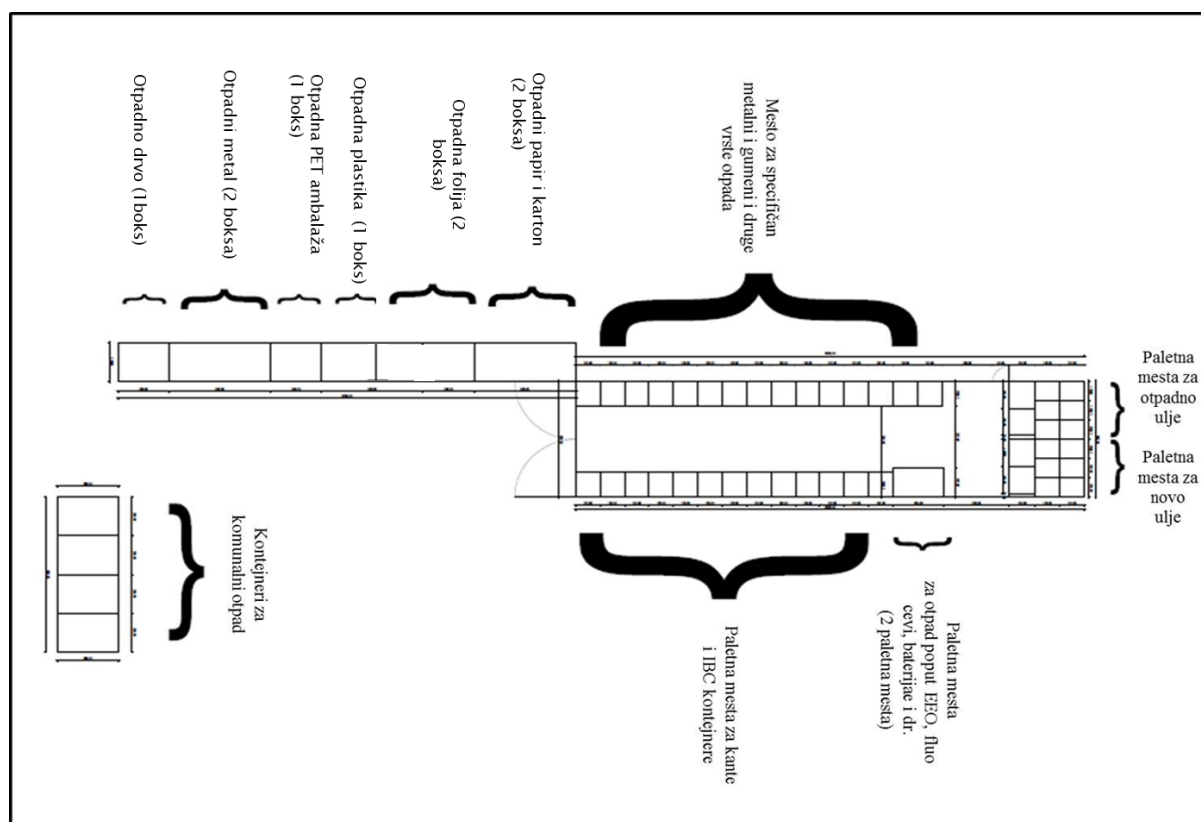 Otpadno drvo (1boks)
Otpadni metal (2 boksa)
Otpadna PET ambalaža
(1 boks)
Otpadna plastika (1 boks)
Otpadna folija (2
boksa)
Otpadni papir i karton
(2 boksa)
Mesto za specifičan
metalni i gumeni i druge
vrste otpada
Paletna
mesta za
otpadno
ulje
Paletna
mesta za
novo
ulje
Kontejneri za
komunalni otpad
Paletna mesta za kante
i IBC kontejnere
Paletna mesta
za otpad poput EEO, fluo
cevi, baterijae i dr.
(2 paletna mesta)